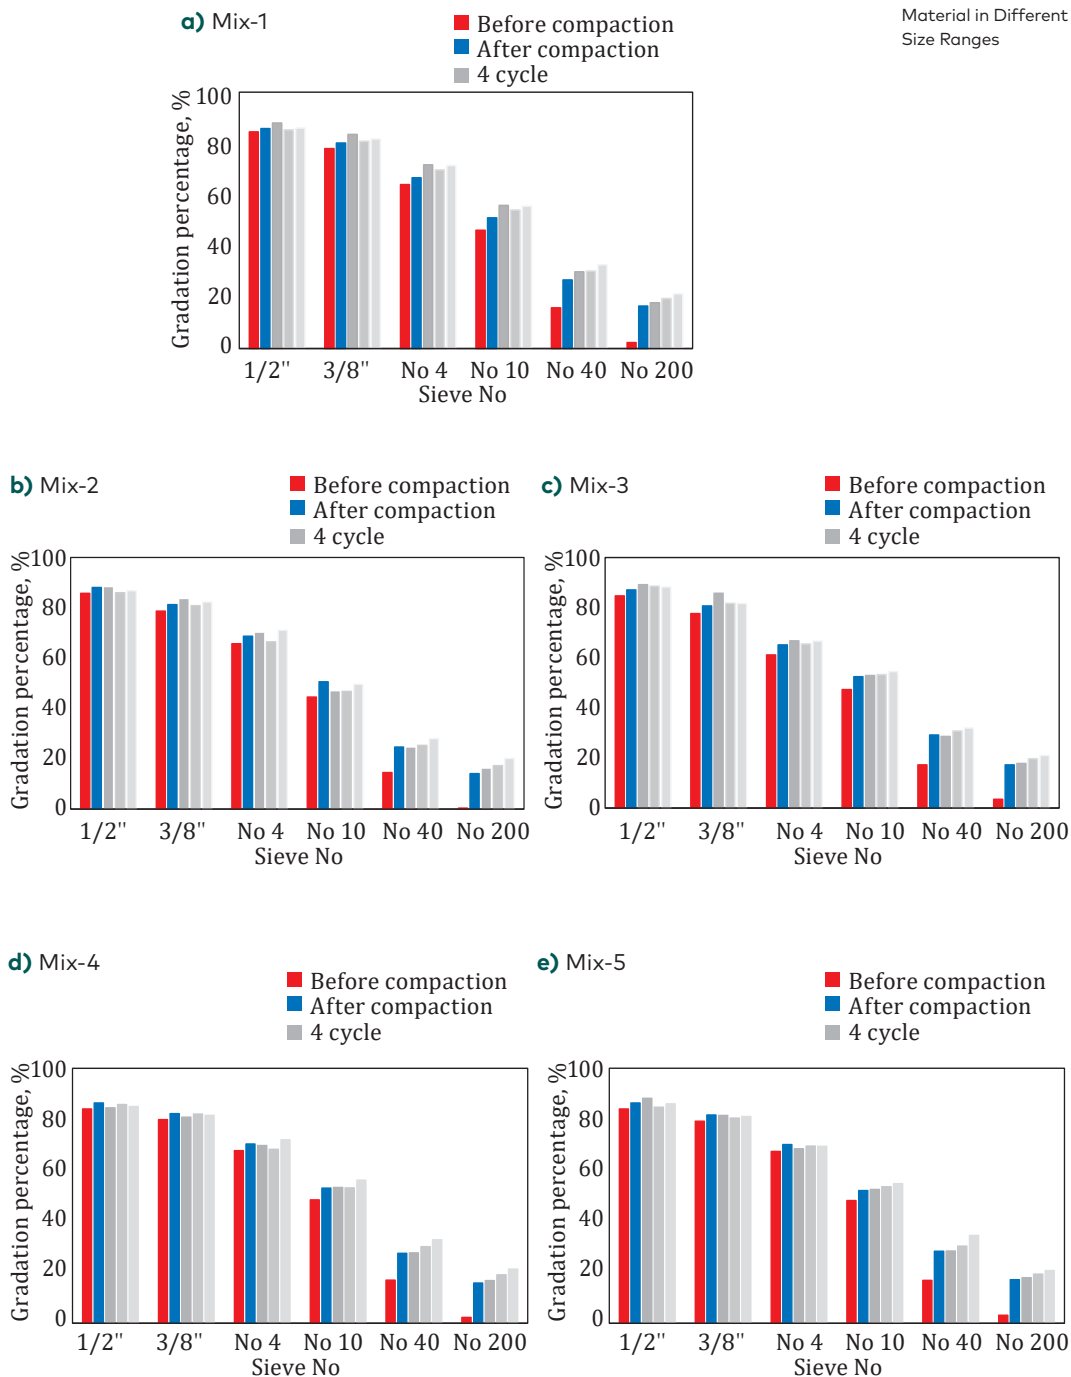 Material in Different
Size Ranges
a) Mix-1
Before compaction
After compaction
4 cycle
Gradation percentage, %
100
80
60
40
20
0
1/2" 3/8" No 4 No 10 No 40 No 200
Sieve No
b) Mix-2
Before compaction
After compaction
4 cycle
Gradation percentage, %
100
80
60
40
20
0
1/2" 3/8" No 4 No 10 No 40 No 200
Sieve No
c) Mix-3
Before compaction
After compaction
4 cycle
Gradation percentage, %
100
80
60
40
20
0
1/2" 3/8" No 4 No 10 No 40 No 200
Sieve No
d) Mix-4
Before compaction
After compaction
4 cycle
Gradation percentage, %
100
80
60
40
20
0
1/2" 3/8" No 4 No 10 No 40 No 200
Sieve No
e) Mix-5
Before compaction
After compaction
4 cycle
Gradation percentage, %
100
80
60
40
20
0
1/2" 3/8" No 4 No 10 No 40 No 200
Sieve No